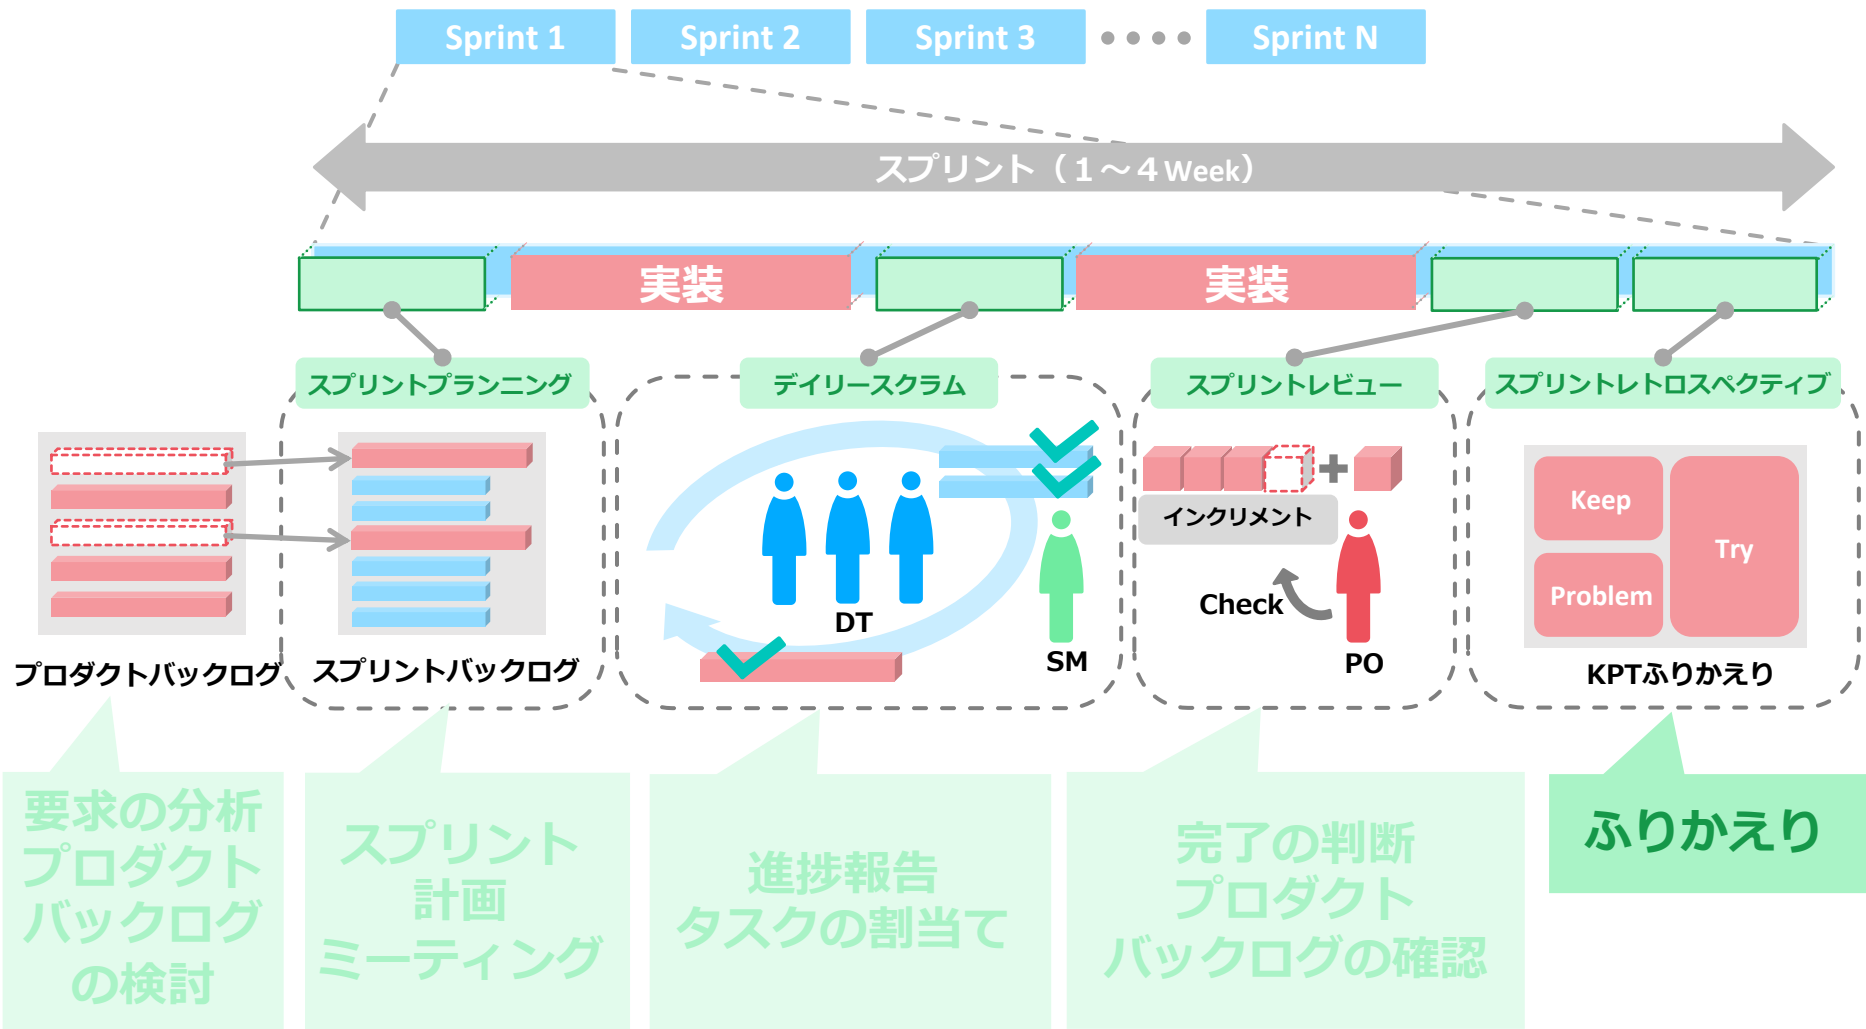 Sprint 1
Sprint 2
Sprint 3
Sprint N
スプリント（１～４Week）
実装
実装
スプリントプランニング
デイリースクラム
スプリントレビュー
スプリントレトロスペクティブ
インクリメント
Check
DT
SM
PO
Keep
Problem
Try
プロダクトバックログ
スプリントバックログ
KPTふりかえり
要求の分析
プロダクト
バックログ
の検討
スプリント
計画
ミーティング
進捗報告
タスクの割当て
完了の判断
プロダクト
バックログの確認
ふりかえり